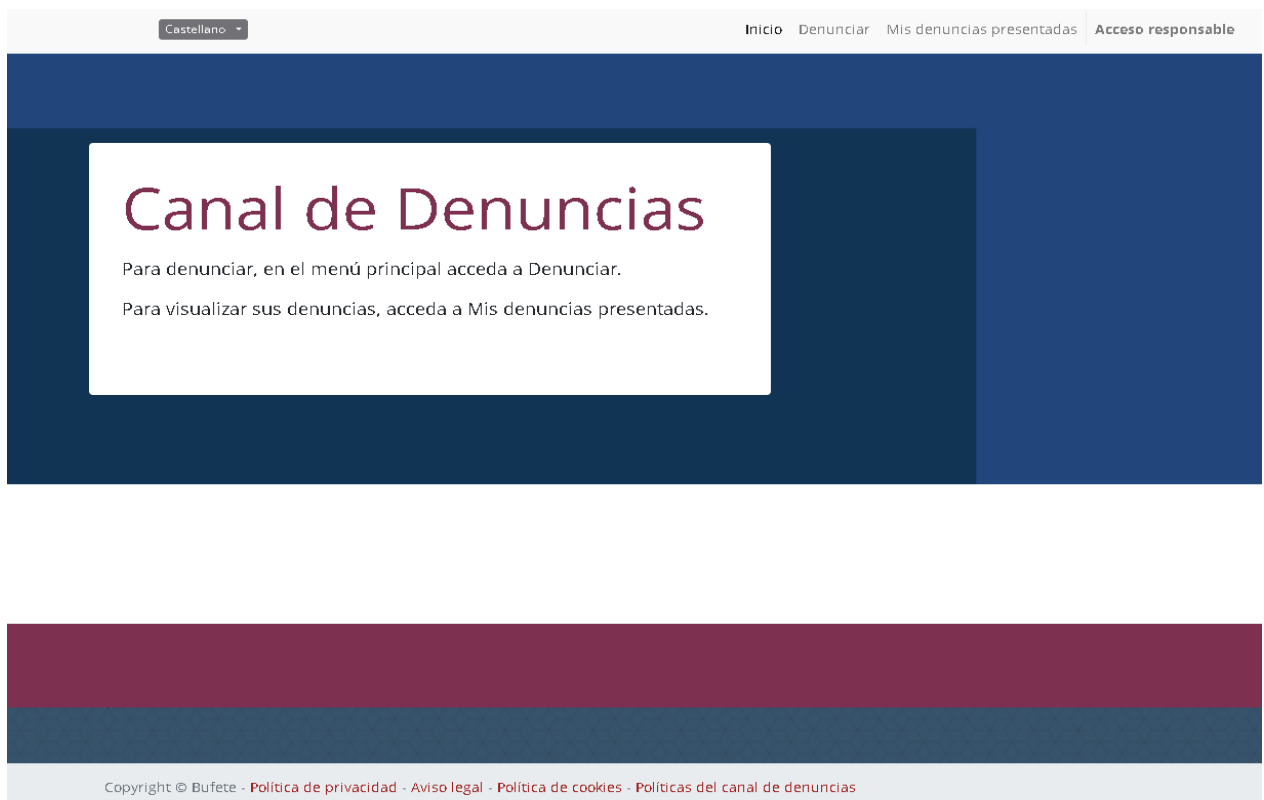 Castellano
Inicio Denunciar Mis denuncias presentadas Acceso responsable
Canal de Denuncias
Para denunciar, en el menú principal acceda a Denunciar.
Para visualizar sus denuncias, acceda a Mis denuncias presentadas.
Copyright © Bufete - Política de privacidad - Aviso legal - Política de cookies - Políticas del canal de denuncias